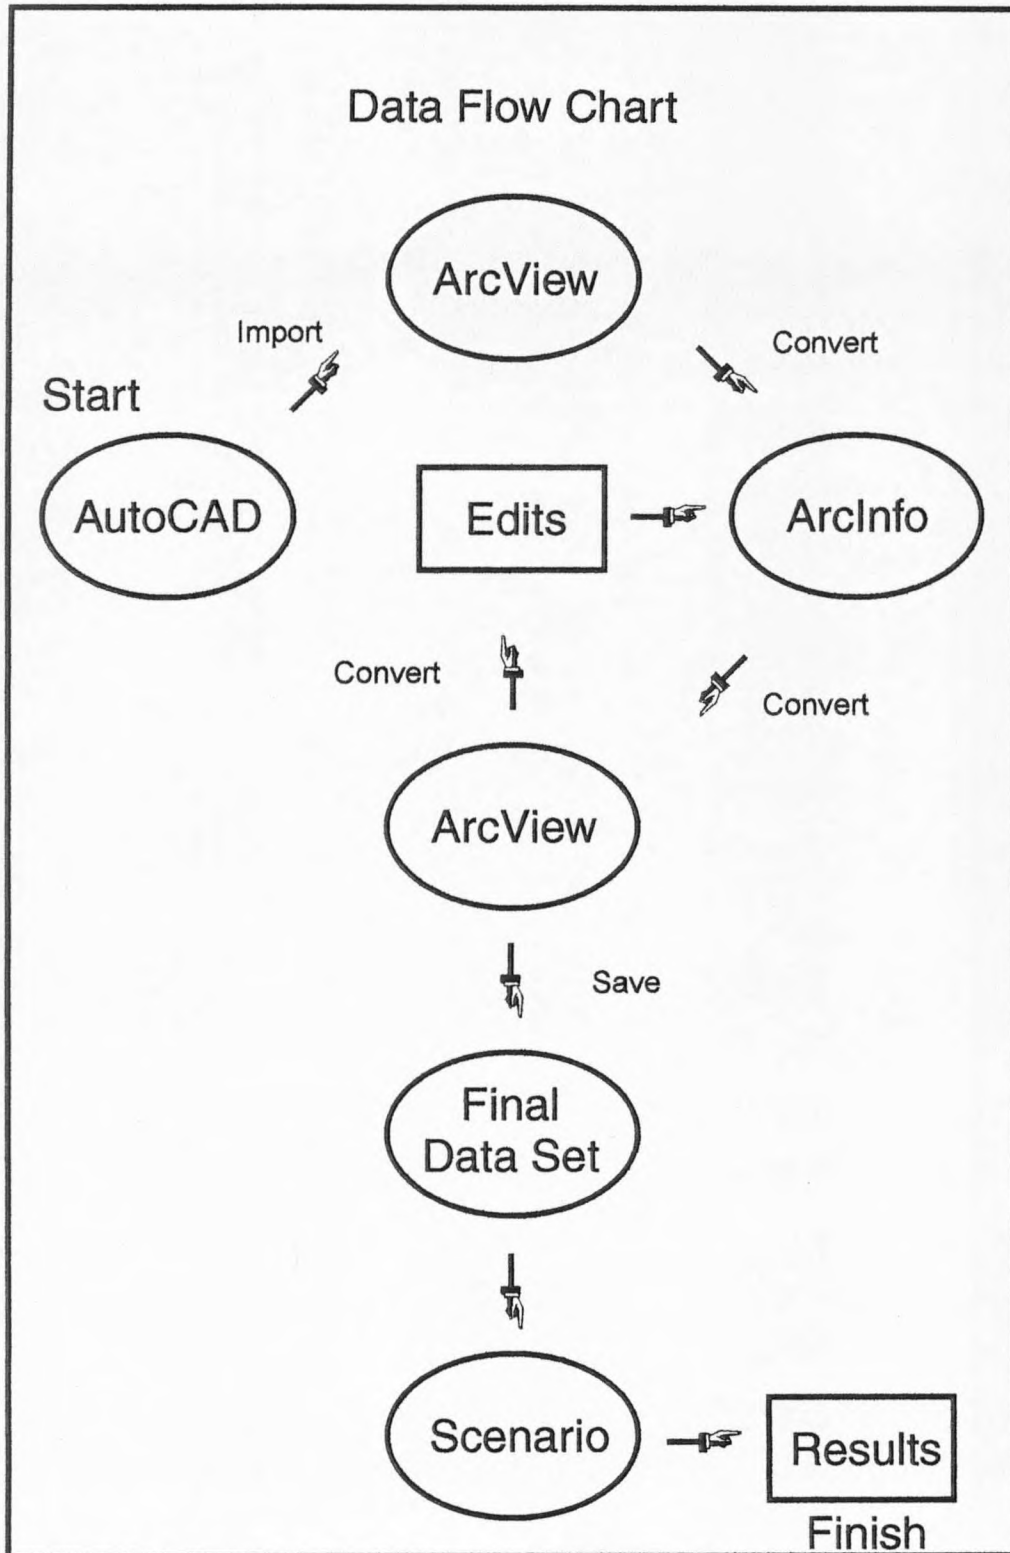 Data Flow Chart
ArcView
Import
Convert
Start
AutoCAD
Edits
ArcInfo
Convert
Convert
ArcView
Save
Final
Data Set
Scenario
Results
Finish